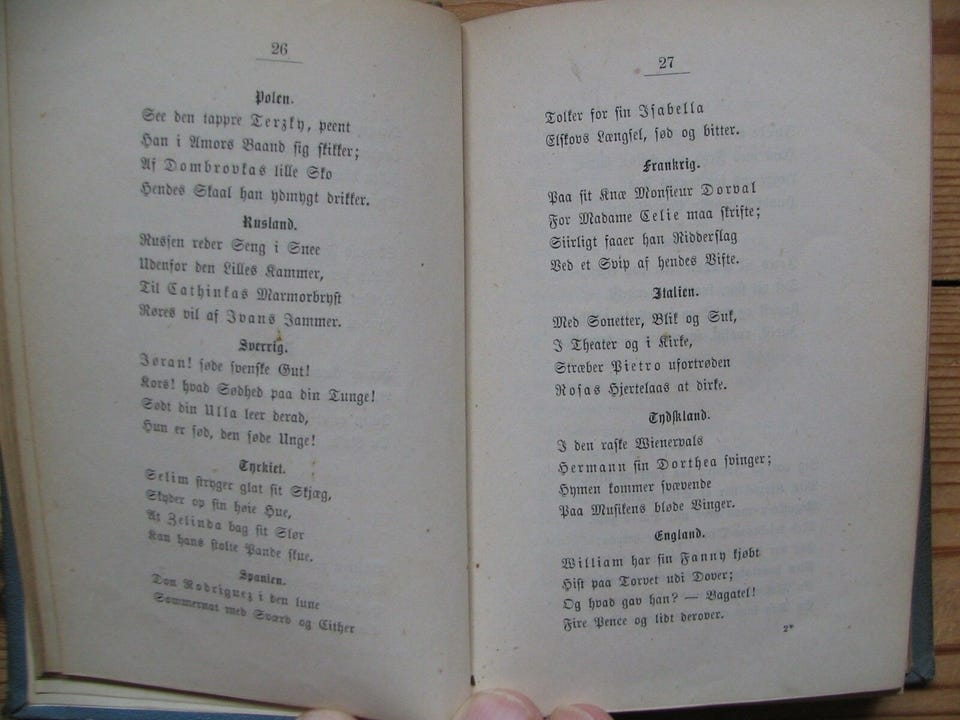 26
Polen.
See den tappre Terzky, peent
Han i Amors Baand sig skikker;
Af Dombrovkas lille Sko
Hendes Skaal han ydmygt drikker.
Rusland.
Russen reder Seng i Snee
Udenfor den Lilles Kammer,
Til Cathinkas Marmorbryst
Røres vil af Ivans Jammer.
Sverrig.
Jøran! søde svenske Gut!
Kors! hvad Sødhed paa din Tunge!
Sødt din Ulla leer derad,
Hun er sød, den søde Unge!
Tyrkiet.
Selim stryger glat sit Skjæg,
Skyder op sin høie Hue,
At Zelinda bag sit Slør
Kan hans stolte Pande skue.
Spanien.
Don Rodriguez i den lune
Sommernat med Sværd og Cither
27
Tolker for sin Isabella
Elskovs Længsel, sød og bitter.
Frankrig.
Paa sit Knæ Monsieur Dorval
For Madame Celie maa skrifte;
Siirligt faaer han Ridderslag
Ved et Svip af hendes Vifte.
Italien.
Med Sonetter, Blik og Suk,
I Theater og i Kirke,
Stræber Pietro ufortrøden
Rosas Hjertelaas at dirke.
Tydskland.
I den raske Wienervals
Hermann sin Dorthea svinger;
Hymen kommer svævende
Paa Musikens bløde Vinger.
England.
William har sin Fanny kjøbt
Hist paa Torvet udi Dover;
Og hvad gav han? — Bagatel!
Fire Pence og lidt derover.
2*